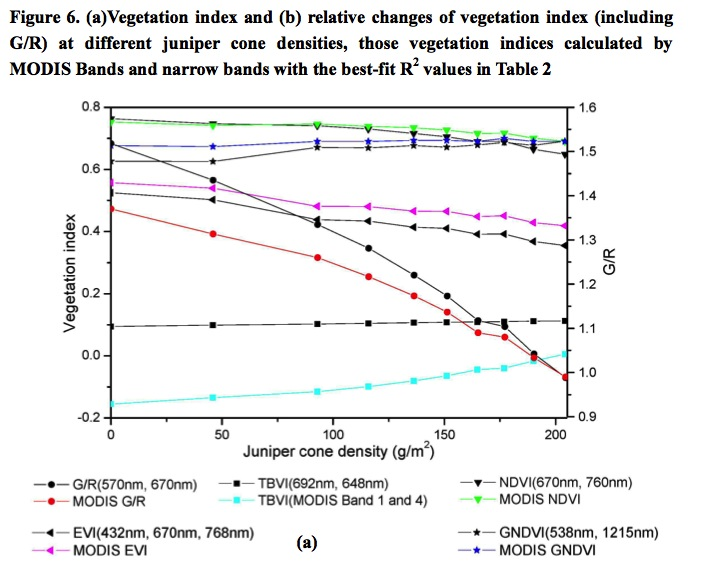 Figure 6. (a)Vegetation index and (b) relative changes of vegetation index (including
G/R) at different juniper cone densities, those vegetation indices calculated by
MODIS Bands and narrow bands with the best-fit R² values in Table 2
0.8
0.6
0.4
0.2
0.0
-0.2
Vegetation index
1.6
1.5
1.4
1.3
1.2
1.1
1.0
0.9
G/R
0 50 100 150 200
Juniper cone density (g/m²)
G/R(570nm, 670nm) TBVI(692nm, 648nm) NDVI(670nm, 760nm)
MODIS G/R TBVI(MODIS Band 1 and 4) MODIS NDVI
EVI(432nm, 670nm, 768nm) GNDVI(538nm, 1215nm)
MODIS EVI (a) MODIS GNDVI